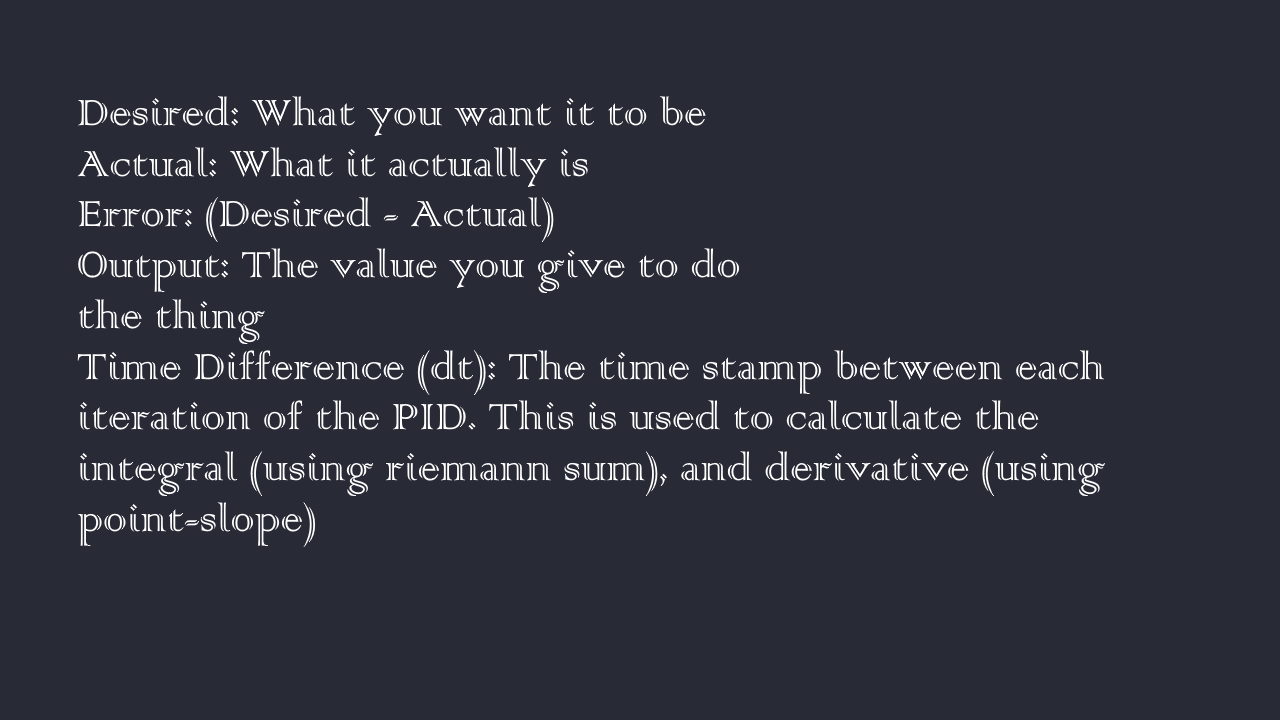 Desired: What you want it to be
Actual: What it actually is
Error: (Desired - Actual)
Output: The value you give to do
the thing
Time Difference (dt): The time stamp between each
iteration of the PID. This is used to calculate the
integral (using riemann sum), and derivative (using
point-slope)